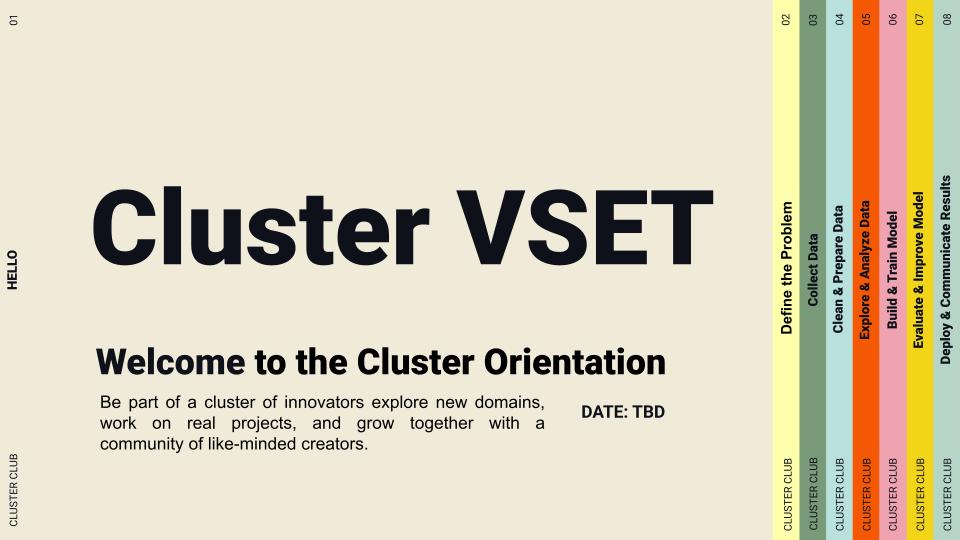 01
HELLO
CLUSTER CLUB
Cluster VSET
Welcome to the Cluster Orientation
Be part of a cluster of innovators explore new domains,
work on real projects, and grow together with a
community of like-minded creators.
DATE: TBD
02
Define the Problem
CLUSTER CLUB
03
Collect Data
CLUSTER CLUB
04
Clean & Prepare Data
CLUSTER CLUB
05
Explore & Analyze Data
CLUSTER CLUB
06
Build & Train Model
CLUSTER CLUB
07
Evaluate & Improve Model
CLUSTER CLUB
08
Deploy & Communicate Results
CLUSTER CLUB